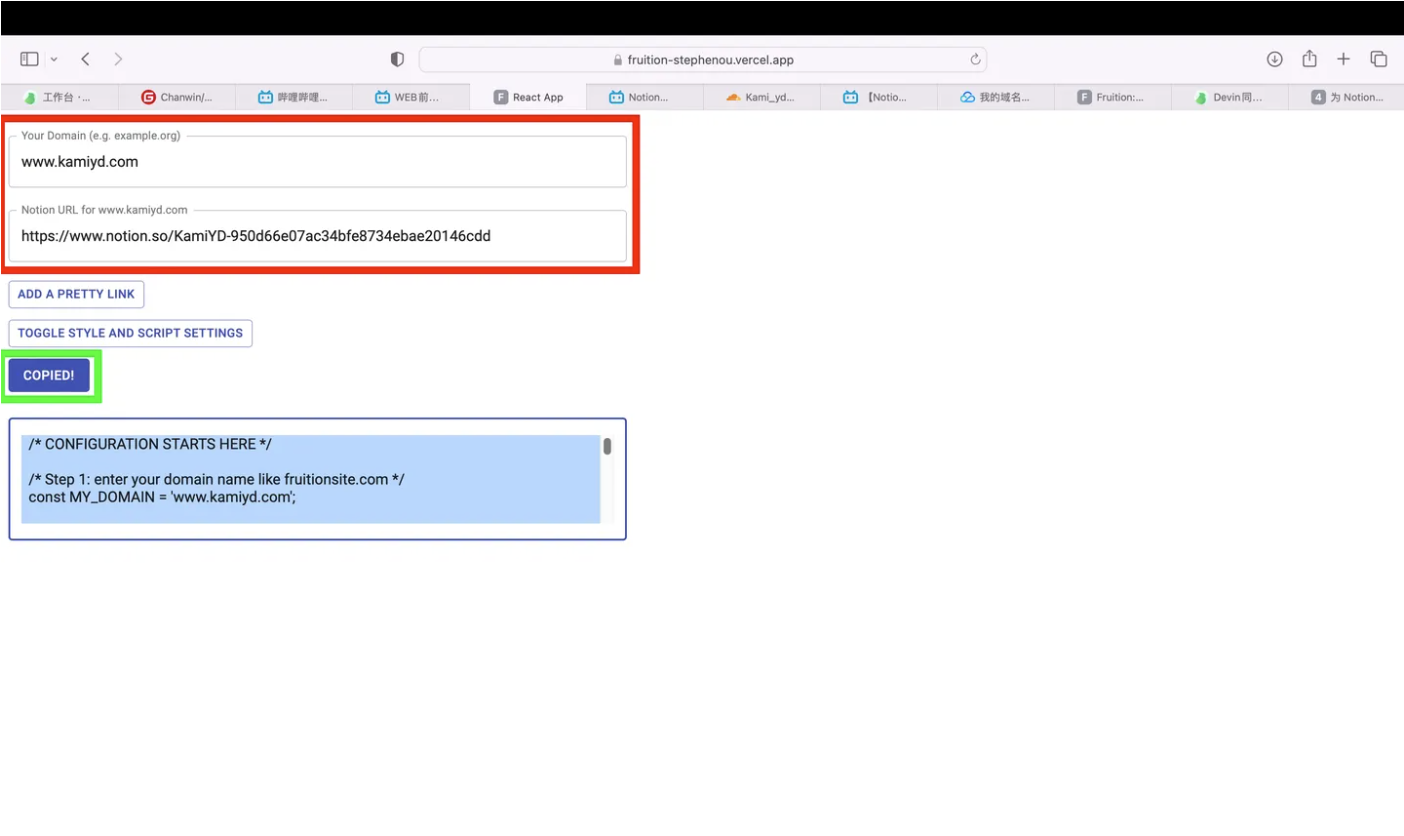 fruition-stephenou.vercel.app
工作台 · ...
Chanwin/...
哔哩哔哩...
WEB前...
React App
Notion...
Kami_yd...
【Notio...
我的域名...
Fruition:...
Devin同...
4 为 Notion...
Your Domain (e.g. example.org)
www.kamiyd.com
Notion URL for www.kamiyd.com
https://www.notion.so/KamiYD-950d66e07ac34bfe8734ebae20146cdd
ADD A PRETTY LINK
TOGGLE STYLE AND SCRIPT SETTINGS
COPIED!
/* CONFIGURATION STARTS HERE */
/* Step 1: enter your domain name like fruitionsite.com */
const MY_DOMAIN = 'www.kamiyd.com';